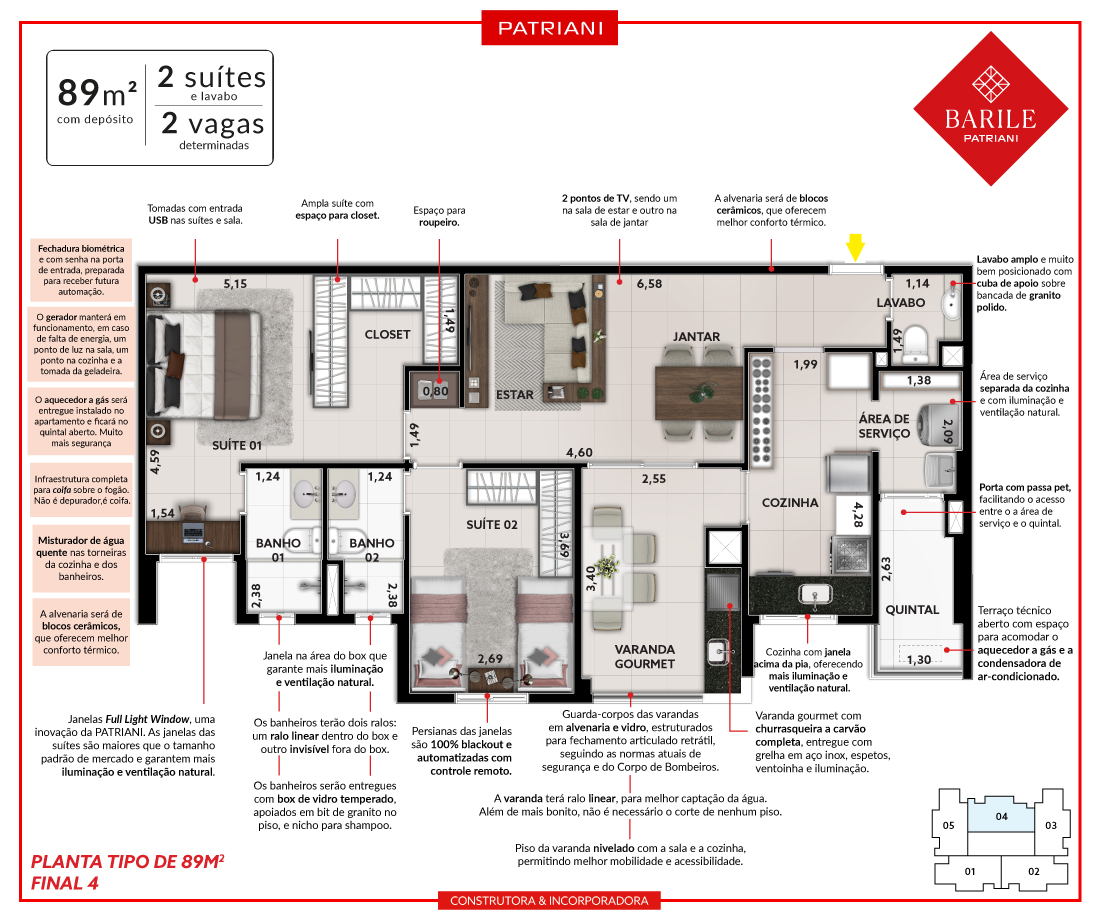 PATRIANI
89m²
com depósito
2 suítes
e lavabo
2 vagas
determinadas
BARILE
PATRIANI
Tomadas com entrada
USB nas suítes e sala.
Ampla suíte com
espaço para closet.
Espaço para
roupeiro.
2 pontos de TV, sendo um
na sala de estar e outro na
sala de jantar
A alvenaria será de blocos
cerâmicos, que oferecem
melhor conforto térmico.
Fechadura biométrica
e com senha na porta
de entrada, preparada
para receber futura
automação.
O gerador manterá em
funcionamento, em caso
de falta de energia, um
ponto de luz na sala, um
ponto na cozinha e a
tomada da geladeira.
O aquecedor a gás será
entregue instalado no
apartamento e ficará no
quintal aberto. Muito
mais segurança
Infraestrutura completa
para coifa sobre o fogão.
Não é depurador,é coifa.
Misturador de água
quente nas torneiras
da cozinha e dos
banheiros.
A alvenaria será de
blocos cerâmicos,
que oferecem melhor
conforto térmico.
Lavabo amplo e muito
bem posicionado com
cuba de apoio sobre
bancada de granito
polido.
Área de serviço
separada da cozinha
e com iluminação e
ventilação natural.
Porta com passa pet,
facilitando o acesso
entre o a área de
serviço e o quintal.
Terraço técnico
aberto com espaço
para acomodar o
aquecedor a gás e a
condensadora de
ar-condicionado.
5,15
CLOSET
1,49
0,80
6,58
JANTAR
ESTAR
1,14
LAVABO
1,49
1,99
1,38
ÁREA DE
SERVIÇO
2,09
SUÍTE 01
4,59
1,54
1,49
4,60
1,24
1,24
BANHO
01
BANHO
02
2,38
2,38
SUÍTE 02
3,69
2,69
2,55
3,40
VARANDA
GOURMET
COZINHA
4,28
2,63
QUINTAL
1,30
Janelas Full Light Window, uma
inovação da PATRIANI. As janelas das
suítes são maiores que o tamanho
padrão de mercado e garantem mais
iluminação e ventilação natural.
Janela na área do box que
garante mais iluminação
e ventilação natural.
Os banheiros terão dois ralos:
um ralo linear dentro do box e
outro invisível fora do box.
Os banheiros serão entregues
com box de vidro temperado,
apoiados em bit de granito no
piso, e nicho para shampoo.
Persianas das janelas
são 100% blackout e
automatizadas com
controle remoto.
Guarda-corpos das varandas
em alvenaria e vidro, estruturados
para fechamento articulado retrátil,
seguindo as normas atuais de
segurança e do Corpo de Bombeiros.
A varanda terá ralo linear, para melhor captação da água.
Além de mais bonito, não é necessário o corte de nenhum piso.
Piso da varanda nivelado com a sala e a cozinha,
permitindo melhor mobilidade e acessibilidade.
Cozinha com janela
acima da pia, oferecendo
mais iluminação e
ventilação natural.
Varanda gourmet com
churrasqueira a carvão
completa, entregue com
grelha em aço inox, espetos,
ventoinha e iluminação.
05
04
03
01
02
PLANTA TIPO DE 89M²
FINAL 4
CONSTRUTORA & INCORPORADORA